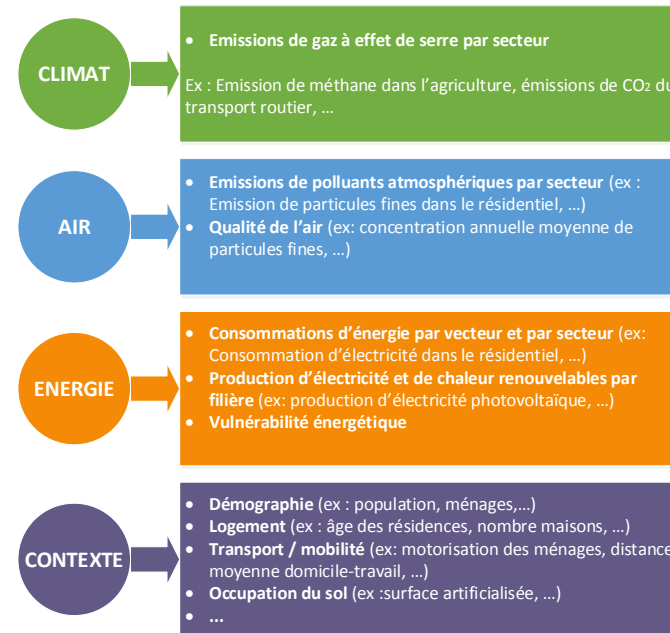 CLIMAT
• Emissions de gaz à effet de serre par secteur
Ex : Emission de méthane dans l’agriculture, émissions de CO₂ du
transport routier, …
AIR
• Emissions de polluants atmosphériques par secteur (ex :
Emission de particules fines dans le résidentiel, …)
• Qualité de l’air (ex: concentration annuelle moyenne de
particules fines, …)
ENERGIE
• Consommations d’énergie par vecteur et par secteur (ex:
Consommation d’électricité dans le résidentiel, …)
• Production d’électricité et de chaleur renouvelables par
filière (ex: production d’électricité photovoltaïque, …)
• Vulnérabilité énergétique
CONTEXTE
• Démographie (ex : population, ménages,…)
• Logement (ex : âge des résidences, nombre maisons, …)
• Transport / mobilité (ex: motorisation des ménages, distance
moyenne domicile-travail, …)
• Occupation du sol (ex :surface artificialisée, …)
• ...